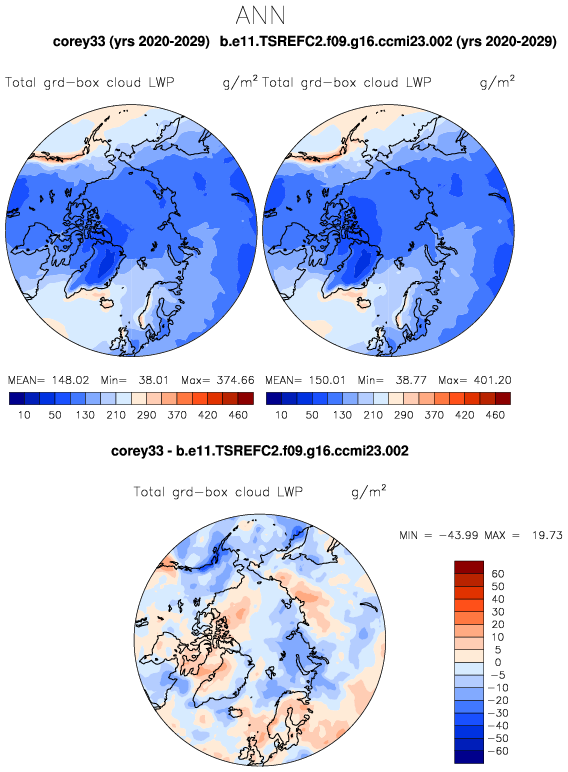 ANN
corey33 (yrs 2020-2029) b.e11.TSREFC2.f09.g16.ccmi23.002 (yrs 2020-2029)
Total grd-box cloud LWP g/m² Total grd-box cloud LWP g/m²
MEAN= 148.02 Min= 38.01 Max= 374.66 MEAN= 150.01 Min= 38.77 Max= 401.20
10 50 130 210 290 370 420 460 10 50 130 210 290 370 420 460
corey33 - b.e11.TSREFC2.f09.g16.ccmi23.002
Total grd-box cloud LWP g/m²
MIN = -43.99 MAX = 19.73
60
50
40
30
20
10
5
0
-5
-10
-20
-30
-40
-50
-60